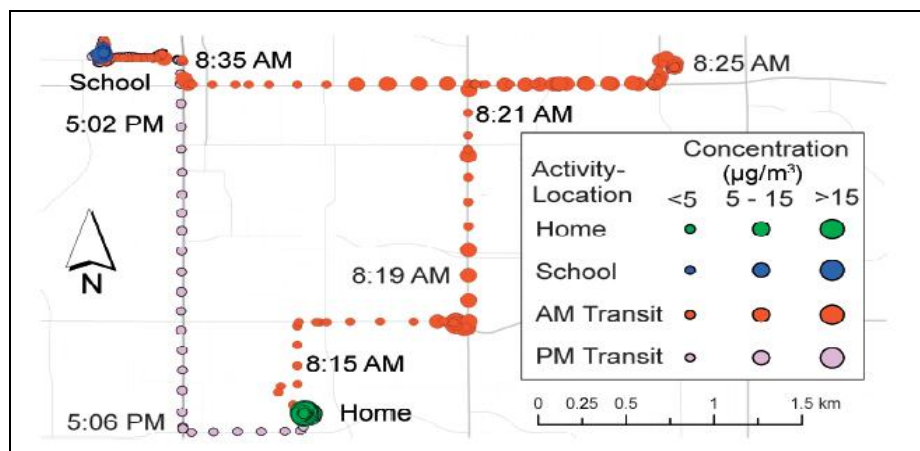 8:35 AM
8:25 AM
School
8:21 AM
5:02 PM
Activity-
Location
Concentration
(µg/m³)
<5 5 - 15 >15
Home
School
AM Transit
PM Transit
N
8:19 AM
8:15 AM
Home
5:06 PM
0 0.25 0.5 1 1.5 km